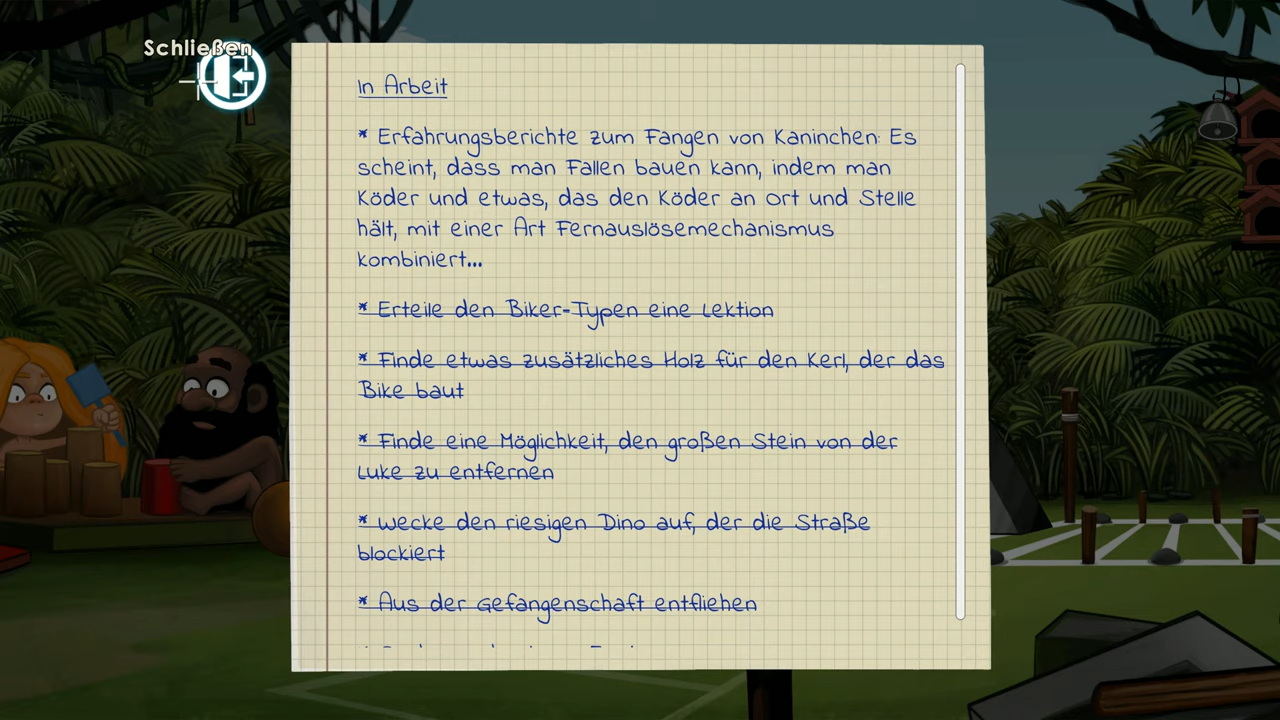 Schließen
In Arbeit
* Erfahrungsberichte zum Fangen von Kaninchen: Es
scheint, dass man Fallen bauen kann, indem man
Köder und etwas, das den Köder an Ort und Stelle
hält, mit einer Art Fernauslösemechanismus
kombiniert...
* Erteile den Biker-Typen eine Lektion
* Finde etwas zusätzliches Holz für den Kerl, der das
Bike baut
* Finde eine Möglichkeit, den großen Stein von der
Luke zu entfernen
* Wecke den riesigen Dino auf, der die Straße
blockiert
* Aus der Gefangenschaft entfliehen